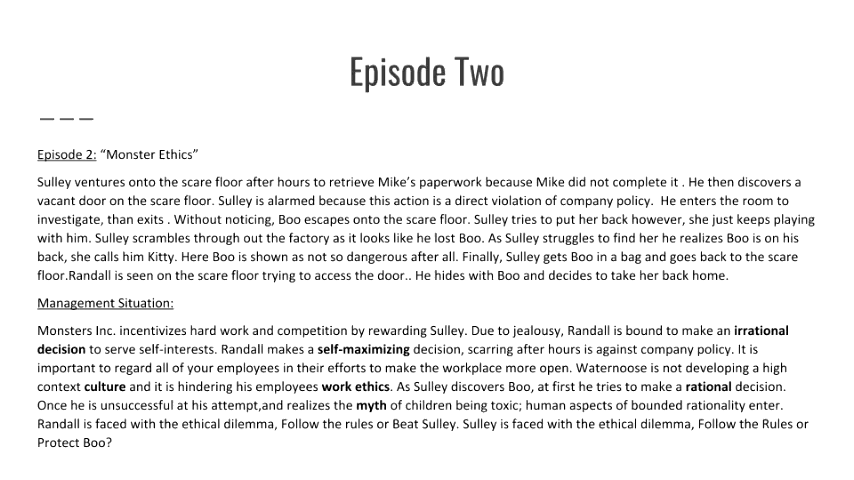 Episode Two
Episode 2: “Monster Ethics”
Sulley ventures onto the scare floor after hours to retrieve Mike’s paperwork because Mike did not complete it . He then discovers a
vacant door on the scare floor. Sulley is alarmed because this action is a direct violation of company policy.  He enters the room to
investigate, than exits . Without noticing, Boo escapes onto the scare floor. Sulley tries to put her back however, she just keeps playing
with him. Sulley scrambles through out the factory as it looks like he lost Boo. As Sulley struggles to find her he realizes Boo is on his
back, she calls him Kitty. Here Boo is shown as not so dangerous after all. Finally, Sulley gets Boo in a bag and goes back to the scare
floor.Randall is seen on the scare floor trying to access the door.. He hides with Boo and decides to take her back home.
Management Situation:
Monsters Inc. incentivizes hard work and competition by rewarding Sulley. Due to jealousy, Randall is bound to make an irrational
decision to serve self-interests. Randall makes a self-maximizing decision, scarring after hours is against company policy. It is
important to regard all of your employees in their efforts to make the workplace more open. Waternoose is not developing a high
context culture and it is hindering his employees work ethics. As Sulley discovers Boo, at first he tries to make a rational decision.
Once he is unsuccessful at his attempt,and realizes the myth of children being toxic; human aspects of bounded rationality enter.
Randall is faced with the ethical dilemma, Follow the rules or Beat Sulley. Sulley is faced with the ethical dilemma, Follow the Rules or
Protect Boo?